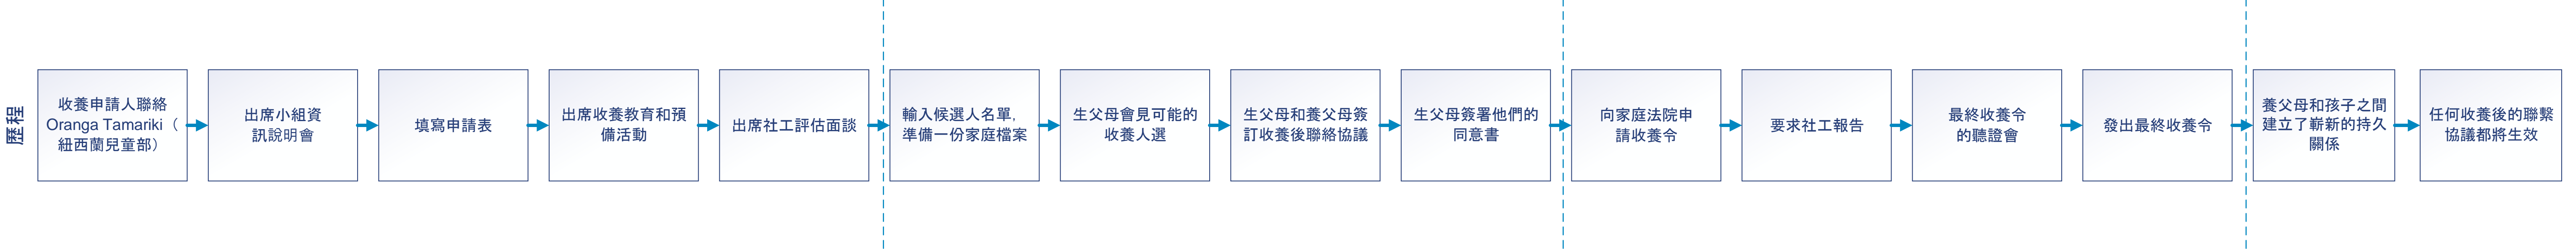 歷程
收養申請人聯絡
Oranga Tamariki（
紐西蘭兒童部）
出席小組資
訊說明會
填寫申請表
出席收養教育和預
備活動
出席社工評估面談
輸入候選人名單，
準備一份家庭檔案
生父母會見可能的
收養人選
生父母和養父母簽
訂收養後聯絡協議
生父母簽署他們的
同意書
向家庭法院申
請收養令
要求社工報告
最終收養令
的聽證會
發出最終收養令
養父母和孩子之間
建立了嶄新的持久
關係
任何收養後的聯繫
協議都將生效